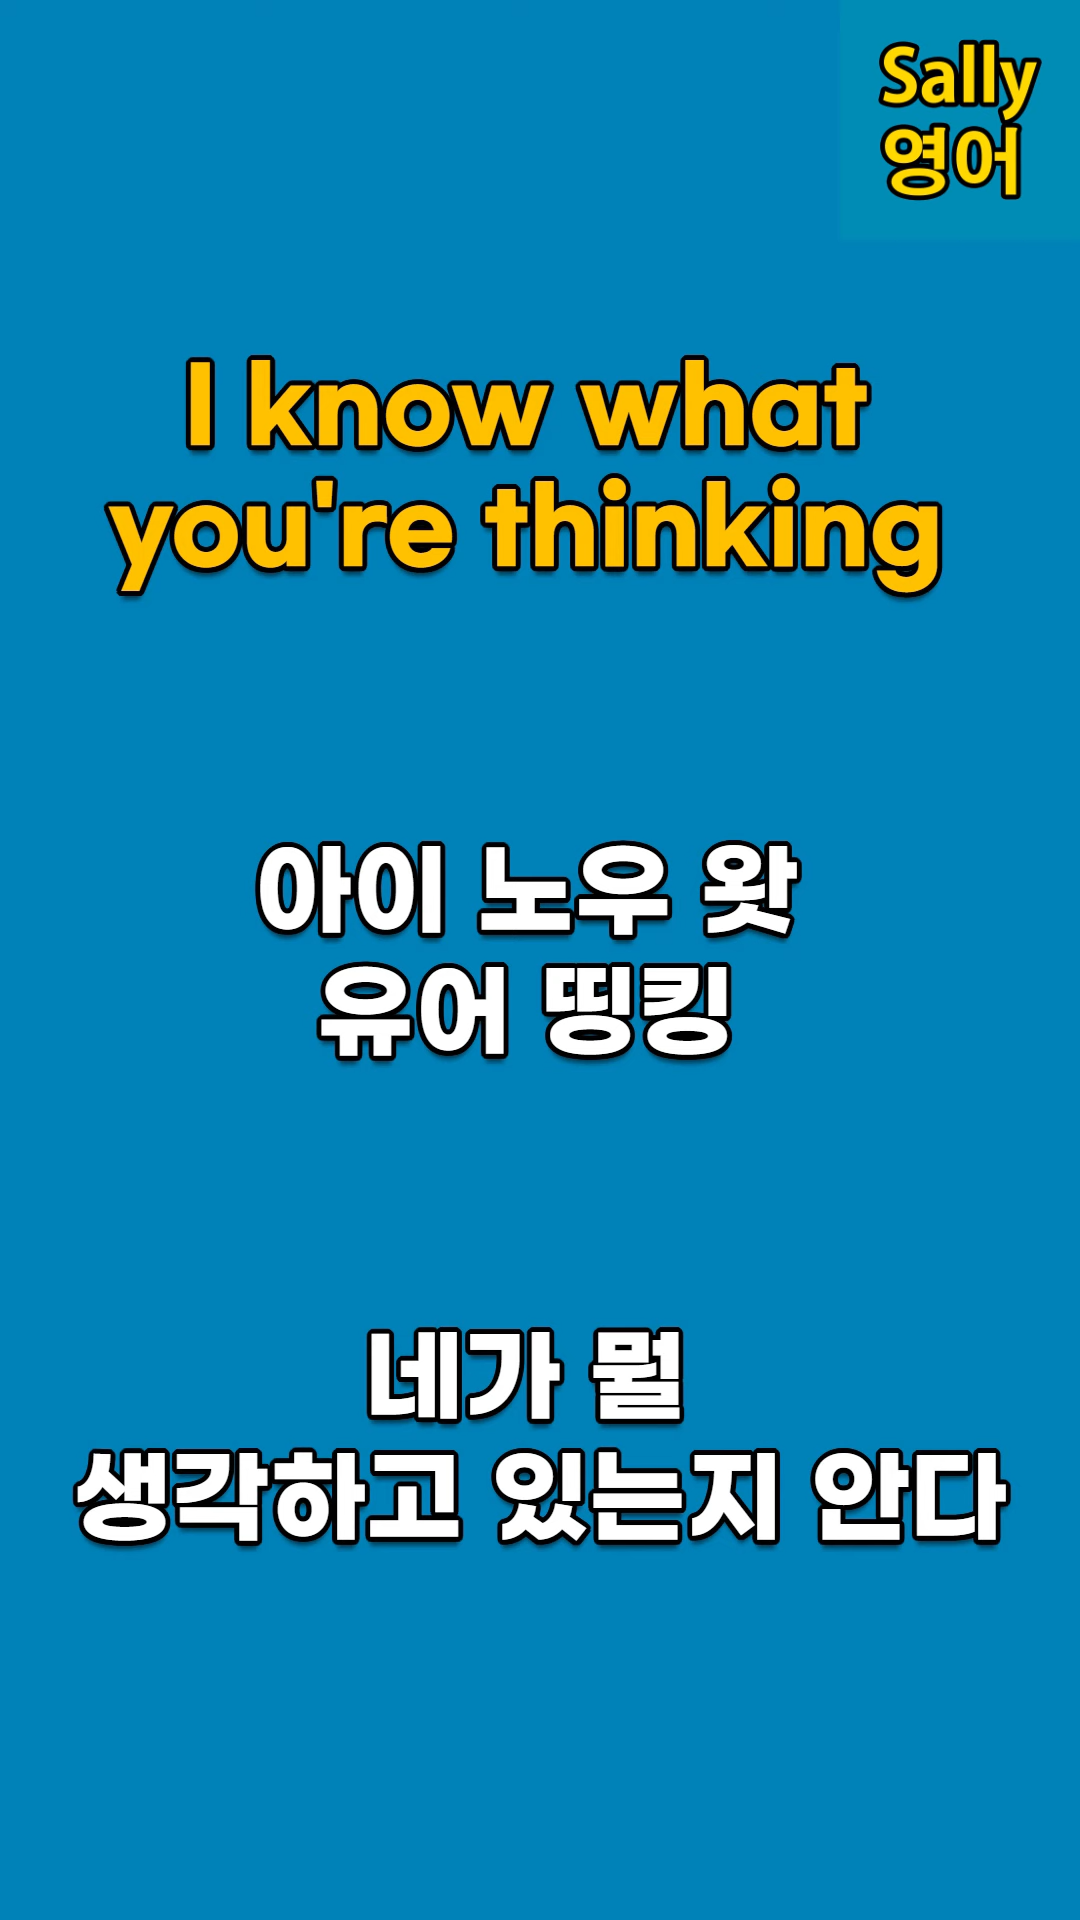 Sally
영어
I know what
you're thinking
아이 노우 왓
유어 띵킹
네가 뭘
생각하고 있는지 안다